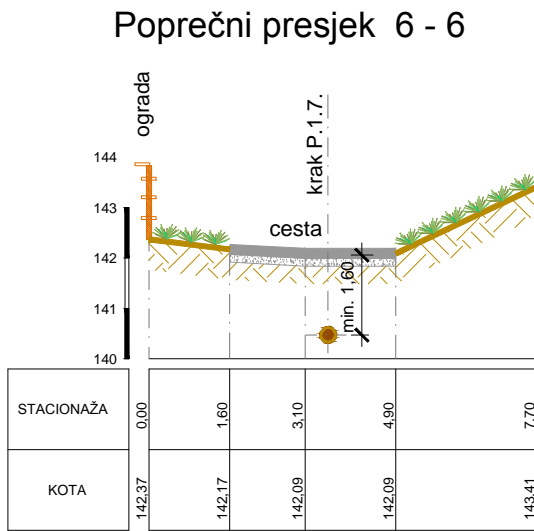 Poprečni presjek 6 - 6
ograda
krak P.1.7.
144
143
cesta
142
min. 1,60
141
140
STACIONAŽA 0,00 1,60 3,10 4,90 7,70
KOTA 142,37 142,17 142,09 142,09 143,41